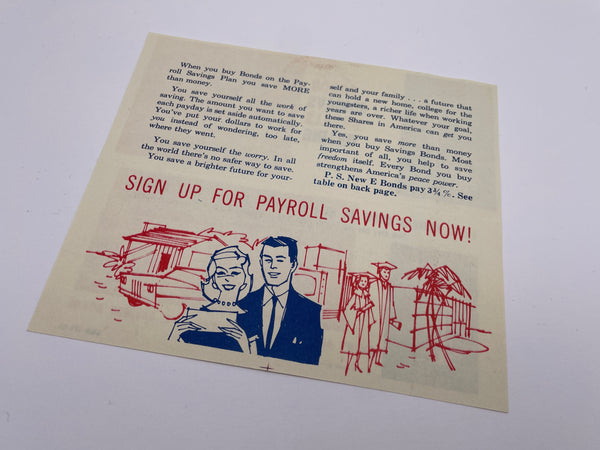 When you buy Bonds on the Pay-
roll Savings Plan you save MORE
than money.
You save yourself all the work of
saving. The amount you want to save
each payday is set aside automatically.
You've put your dollars to work for
you instead of wondering, too late,
where they went.
You save yourself the worry. In all
the world there's no safer way to save.
You save a brighter future for your-
self and your family . . . a future that
can hold a new home, college for the
youngsters, a richer life when working
years are over. Whatever your goal,
these Shares in America can get you
there.
Yes, you save more than money
when you buy Savings Bonds. Most
important of all, you help to save
freedom itself. Every Bond you buy
strengthens America's peace power.
P. S. New E Bonds pay 3¾%. See
table on back page.
SIGN UP FOR PAYROLL SAVINGS NOW!